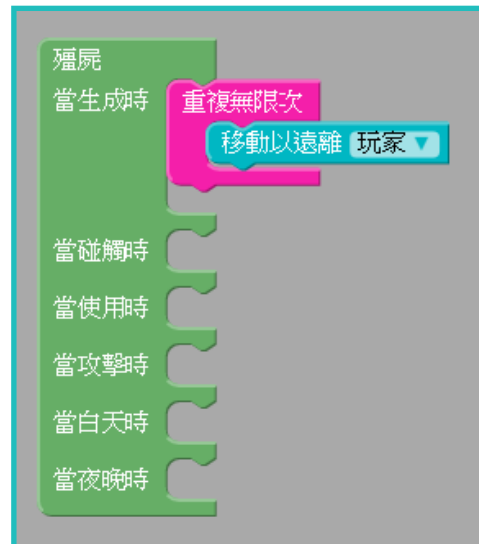 殭屍
當生成時 重複無限次
移動以遠離 玩家
當碰觸時
當使用時
當攻擊時
當白天時
當夜晚時